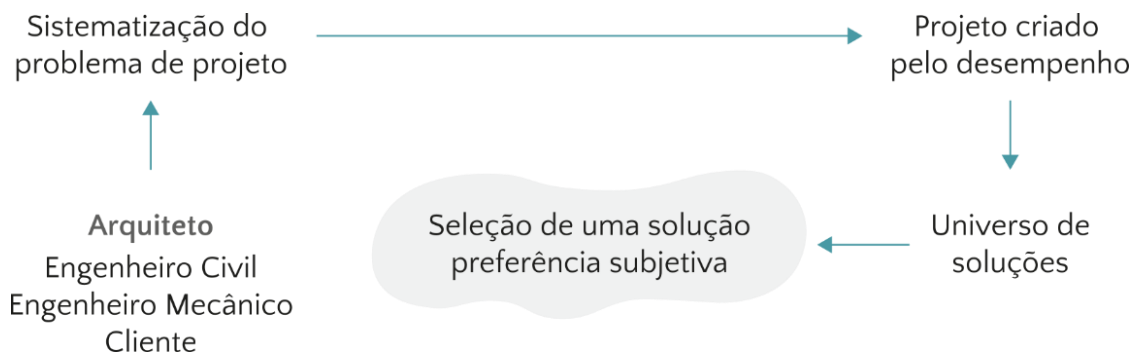 Sistematização do
problema de projeto
Projeto criado
pelo desempenho
Arquiteto
Engenheiro Civil
Engenheiro Mecânico
Cliente
Seleção de uma solução
preferência subjetiva
Universo de
soluções